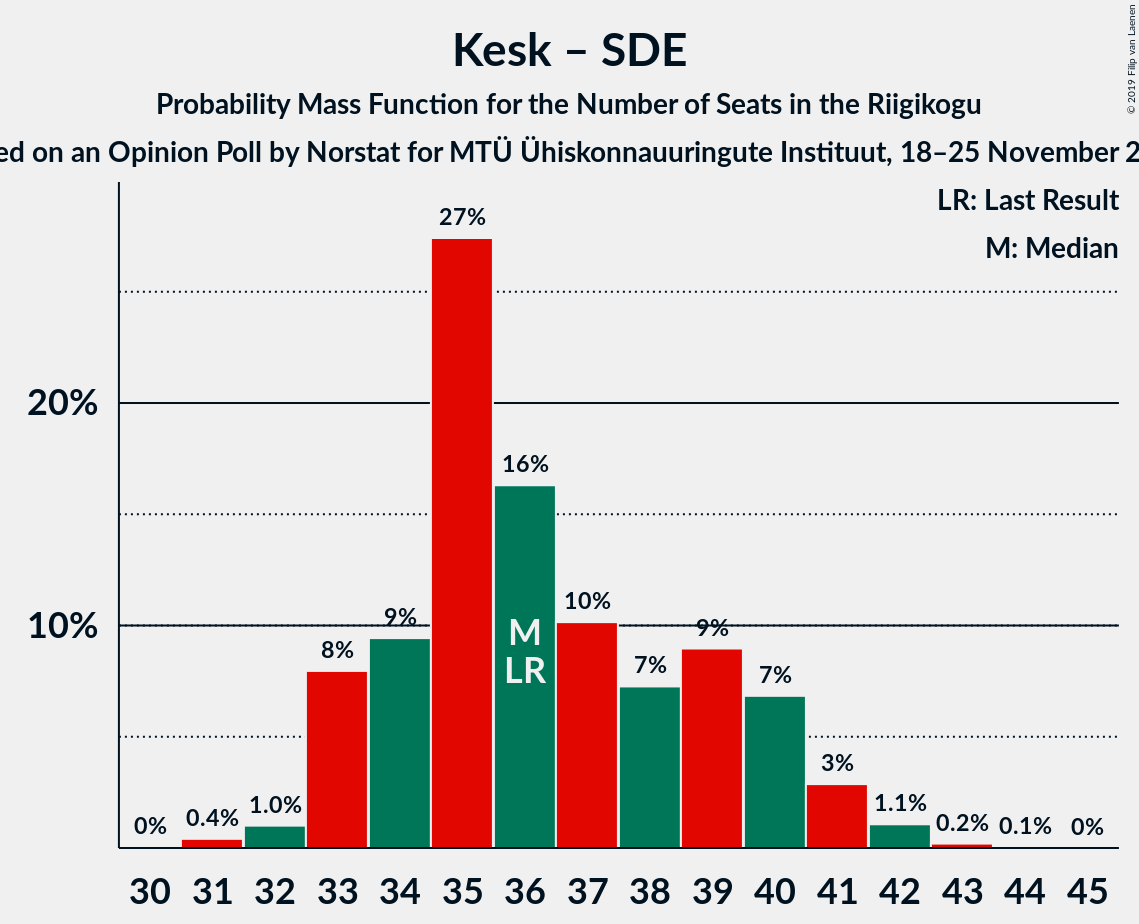 Kesk – SDE
Probability Mass Function for the Number of Seats in the Riigikogu
on an Opinion Poll by Norstat for MTÜ Ühiskonnauuringute Instituut, 18–25 November
© 2019 Filip van Laenen
LR: Last Result
M: Median
20%
10%
0%
0.4%
1.0%
8%
9%
27%
16%
10%
7%
9%
7%
3%
1.1%
0.2%
0.1%
0%
M
LR
30 31 32 33 34 35 36 37 38 39 40 41 42 43 44 45